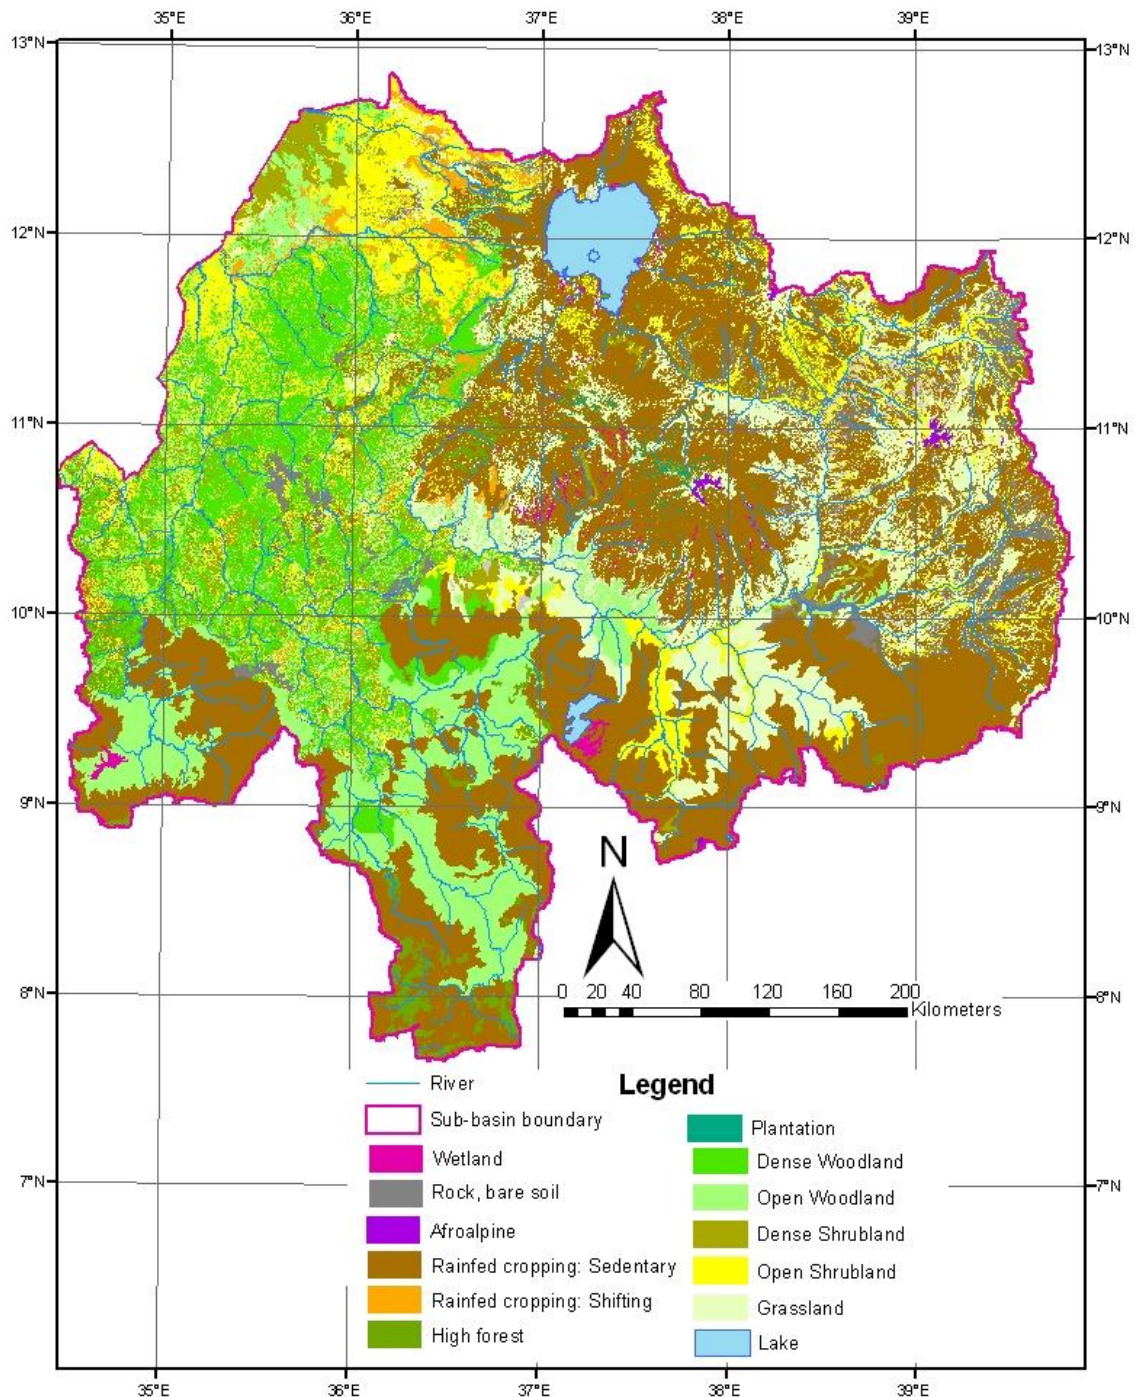 35°E 36°E 37°E 38°E 39°E
13°N 13°N
12°N 12°N
11°N 11°N
10°N 10°N
9°N 9°N
N
8°N 8°N
0 20 40 80 120 160 200
Kilometers
Legend
River
Sub-basin boundary
Wetland
Rock, bare soil
Afroalpine
Rainfed cropping: Sedentary
Rainfed cropping: Shifting
High forest
Plantation
Dense Woodland
Open Woodland
Dense Shrubland
Open Shrubland
Grassland
Lake
7°N 7°N
35°E 36°E 37°E 38°E 39°E